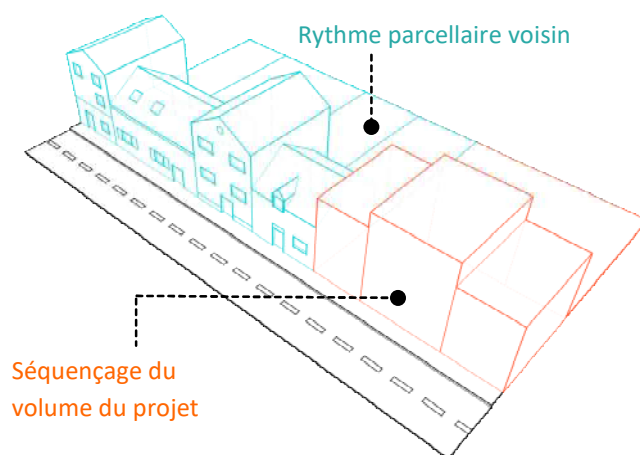 Rythme parcellaire voisin
Séquençage du
volume du projet